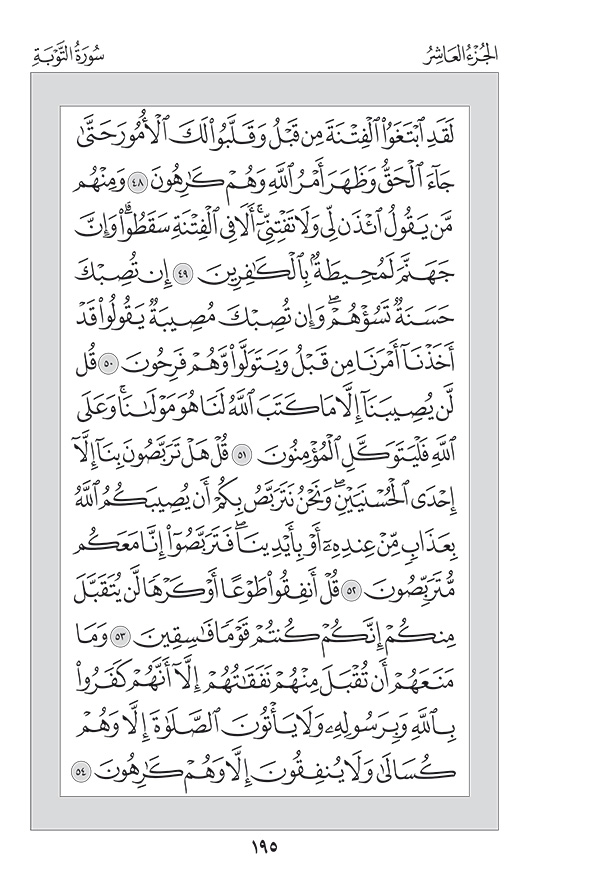 الجُزْءُ العَاشِرُ
سُورَةُ التَّوْبَةِ
لَقَدِ ٱبْتَغَوُا۟ ٱلْفِتْنَةَ مِن قَبْلُ وَقَلَّبُوا۟ لَكَ ٱلْأُمُورَ حَتَّىٰ
جَآءَ ٱلْحَقُّ وَظَهَرَ أَمْرُ ٱللَّهِ وَهُمْ كَـٰرِهُونَ ٤٨ وَمِنْهُم
مَّن يَقُولُ ٱئْذَن لِّى وَلَا تَفْتِنِّىٓ ۚ أَلَا فِى ٱلْفِتْنَةِ سَقَطُوا۟ ۗ وَإِنَّ
جَهَنَّمَ لَمُحِيطَةٌۢ بِٱلْكَـٰفِرِينَ ٤٩ إِن تُصِبْكَ
حَسَنَةٌ تَسُؤْهُمْ ۖ وَإِن تُصِبْكَ مُصِيبَةٌ يَقُولُوا۟ قَدْ
أَخَذْنَآ أَمْرَنَا مِن قَبْلُ وَيَتَوَلَّوا۟ وَّهُمْ فَرِحُونَ ٥٠ قُل
لَّن يُصِيبَنَآ إِلَّا مَا كَتَبَ ٱللَّهُ لَنَا هُوَ مَوْلَىٰنَا ۚ وَعَلَى
ٱللَّهِ فَلْيَتَوَكَّلِ ٱلْمُؤْمِنُونَ ٥١ قُلْ هَلْ تَرَبَّصُونَ بِنَآ إِلَّآ
إِحْدَى ٱلْحُسْنَيَيْنِ ۖ وَنَحْنُ نَتَرَبَّصُ بِكُمْ أَن يُصِيبَكُمُ ٱللَّهُ
بِعَذَابٍ مِّنْ عِندِهِۦٓ أَوْ بِأَيْدِينَا ۖ فَتَرَبَّصُوٓا۟ إِنَّا مَعَكُم
مُّتَرَبِّصُونَ ٥٢ قُلْ أَنفِقُوا۟ طَوْعًا أَوْ كَرْهًا لَّن يُتَقَبَّلَ
مِنكُمْ ۖ إِنَّكُمْ كُنتُمْ قَوْمًا فَـٰسِقِينَ ٥٣ وَمَا
مَنَعَهُمْ أَن تُقْبَلَ مِنْهُمْ نَفَقَـٰتُهُمْ إِلَّآ أَنَّهُمْ كَفَرُوا۟
بِٱللَّهِ وَبِرَسُولِهِۦ وَلَا يَأْتُونَ ٱلصَّلَوٰةَ إِلَّا وَهُمْ
كُسَالَىٰ وَلَا يُنفِقُونَ إِلَّا وَهُمْ كَـٰرِهُونَ ٥٤
١٩٥